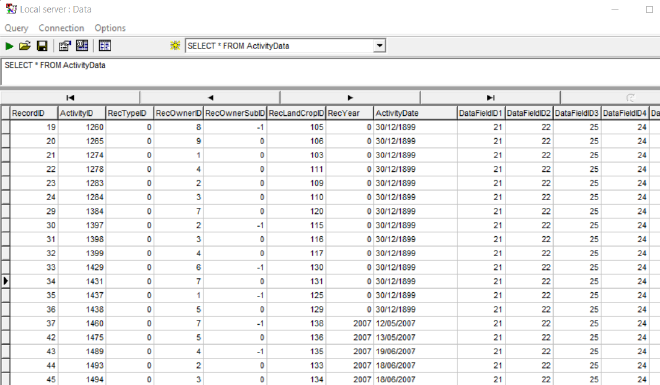 Local server : Data
Query Connection Options
SELECT * FROM ActivityData
SELECT * FROM ActivityData
RecordID ActivityID RecTypeID RecOwnerID RecOwnerSubID RecLandCropID RecYear ActivityDate DataFieldID1 DataFieldID2 DataFieldID3 DataFieldID4 Da
19 1260 0 8 -1 105 0 30/12/1899 21 22 25 24
20 1265 0 9 0 106 0 30/12/1899 21 22 25 24
21 1274 0 1 0 103 0 30/12/1899 21 22 25 24
22 1278 0 4 0 111 0 30/12/1899 21 22 25 24
23 1283 0 2 0 109 0 30/12/1899 21 22 25 24
24 1284 0 3 0 110 0 30/12/1899 21 22 25 24
29 1384 0 7 0 120 0 30/12/1899 21 22 25 24
30 1397 0 2 -1 115 0 30/12/1899 21 22 25 24
31 1398 0 3 0 116 0 30/12/1899 21 22 25 24
32 1399 0 4 0 117 0 30/12/1899 21 22 25 24
33 1429 0 6 -1 130 0 30/12/1899 21 22 25 24
34 1431 0 7 0 131 0 30/12/1899 21 22 25 24
35 1437 0 1 -1 125 0 30/12/1899 21 22 25 24
36 1438 0 5 0 129 0 30/12/1899 21 22 25 24
37 1460 0 7 -1 138 2007 12/05/2007 21 22 25 24
42 1475 0 5 0 136 2007 13/05/2007 21 22 25 24
43 1489 0 4 -1 135 2007 19/06/2007 21 22 25 24
44 1493 0 2 0 133 2007 18/06/2007 21 22 25 24
45 1494 0 3 0 134 2007 18/06/2007 21 22 25 24